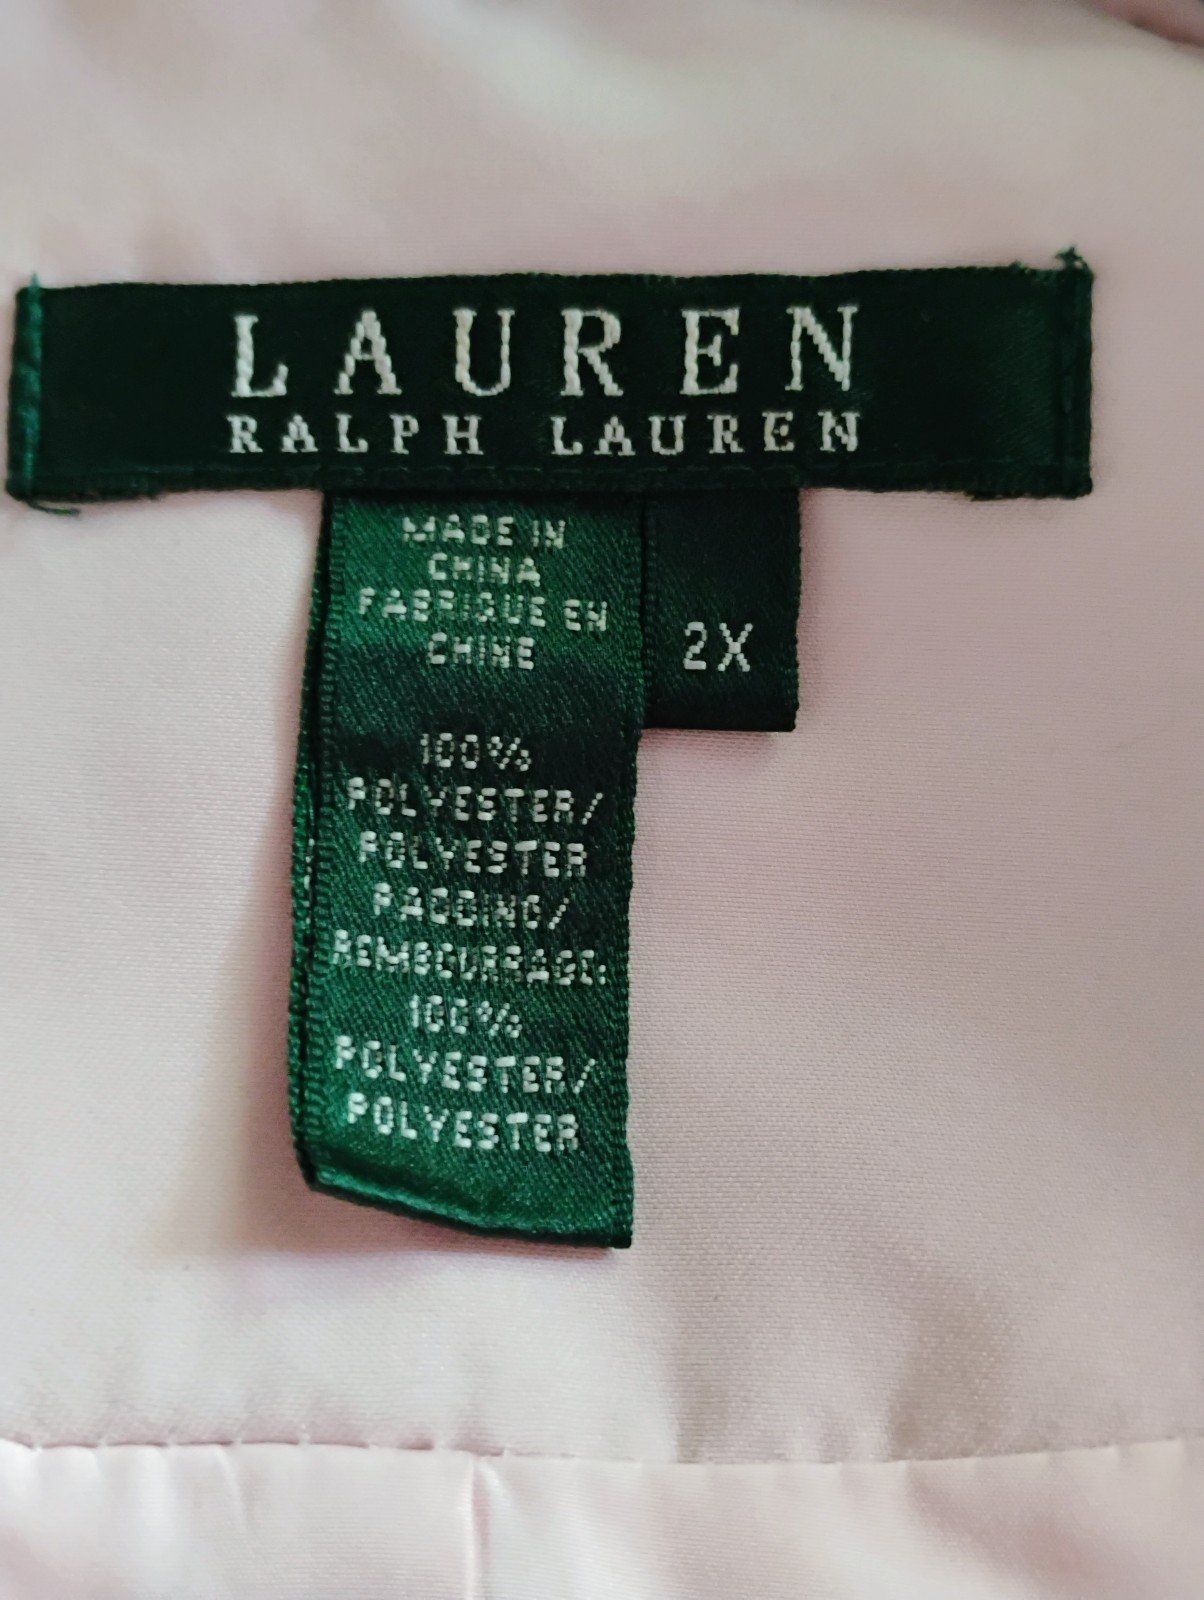 LAUREN
RALPH LAUREN
MADE IN
CHINA
FABRIQUE EN
CHINE
2X
100%
POLYESTER/
POLYESTER
PADDING/
REMBOURRAGE:
100%
POLYESTER/
POLYESTER